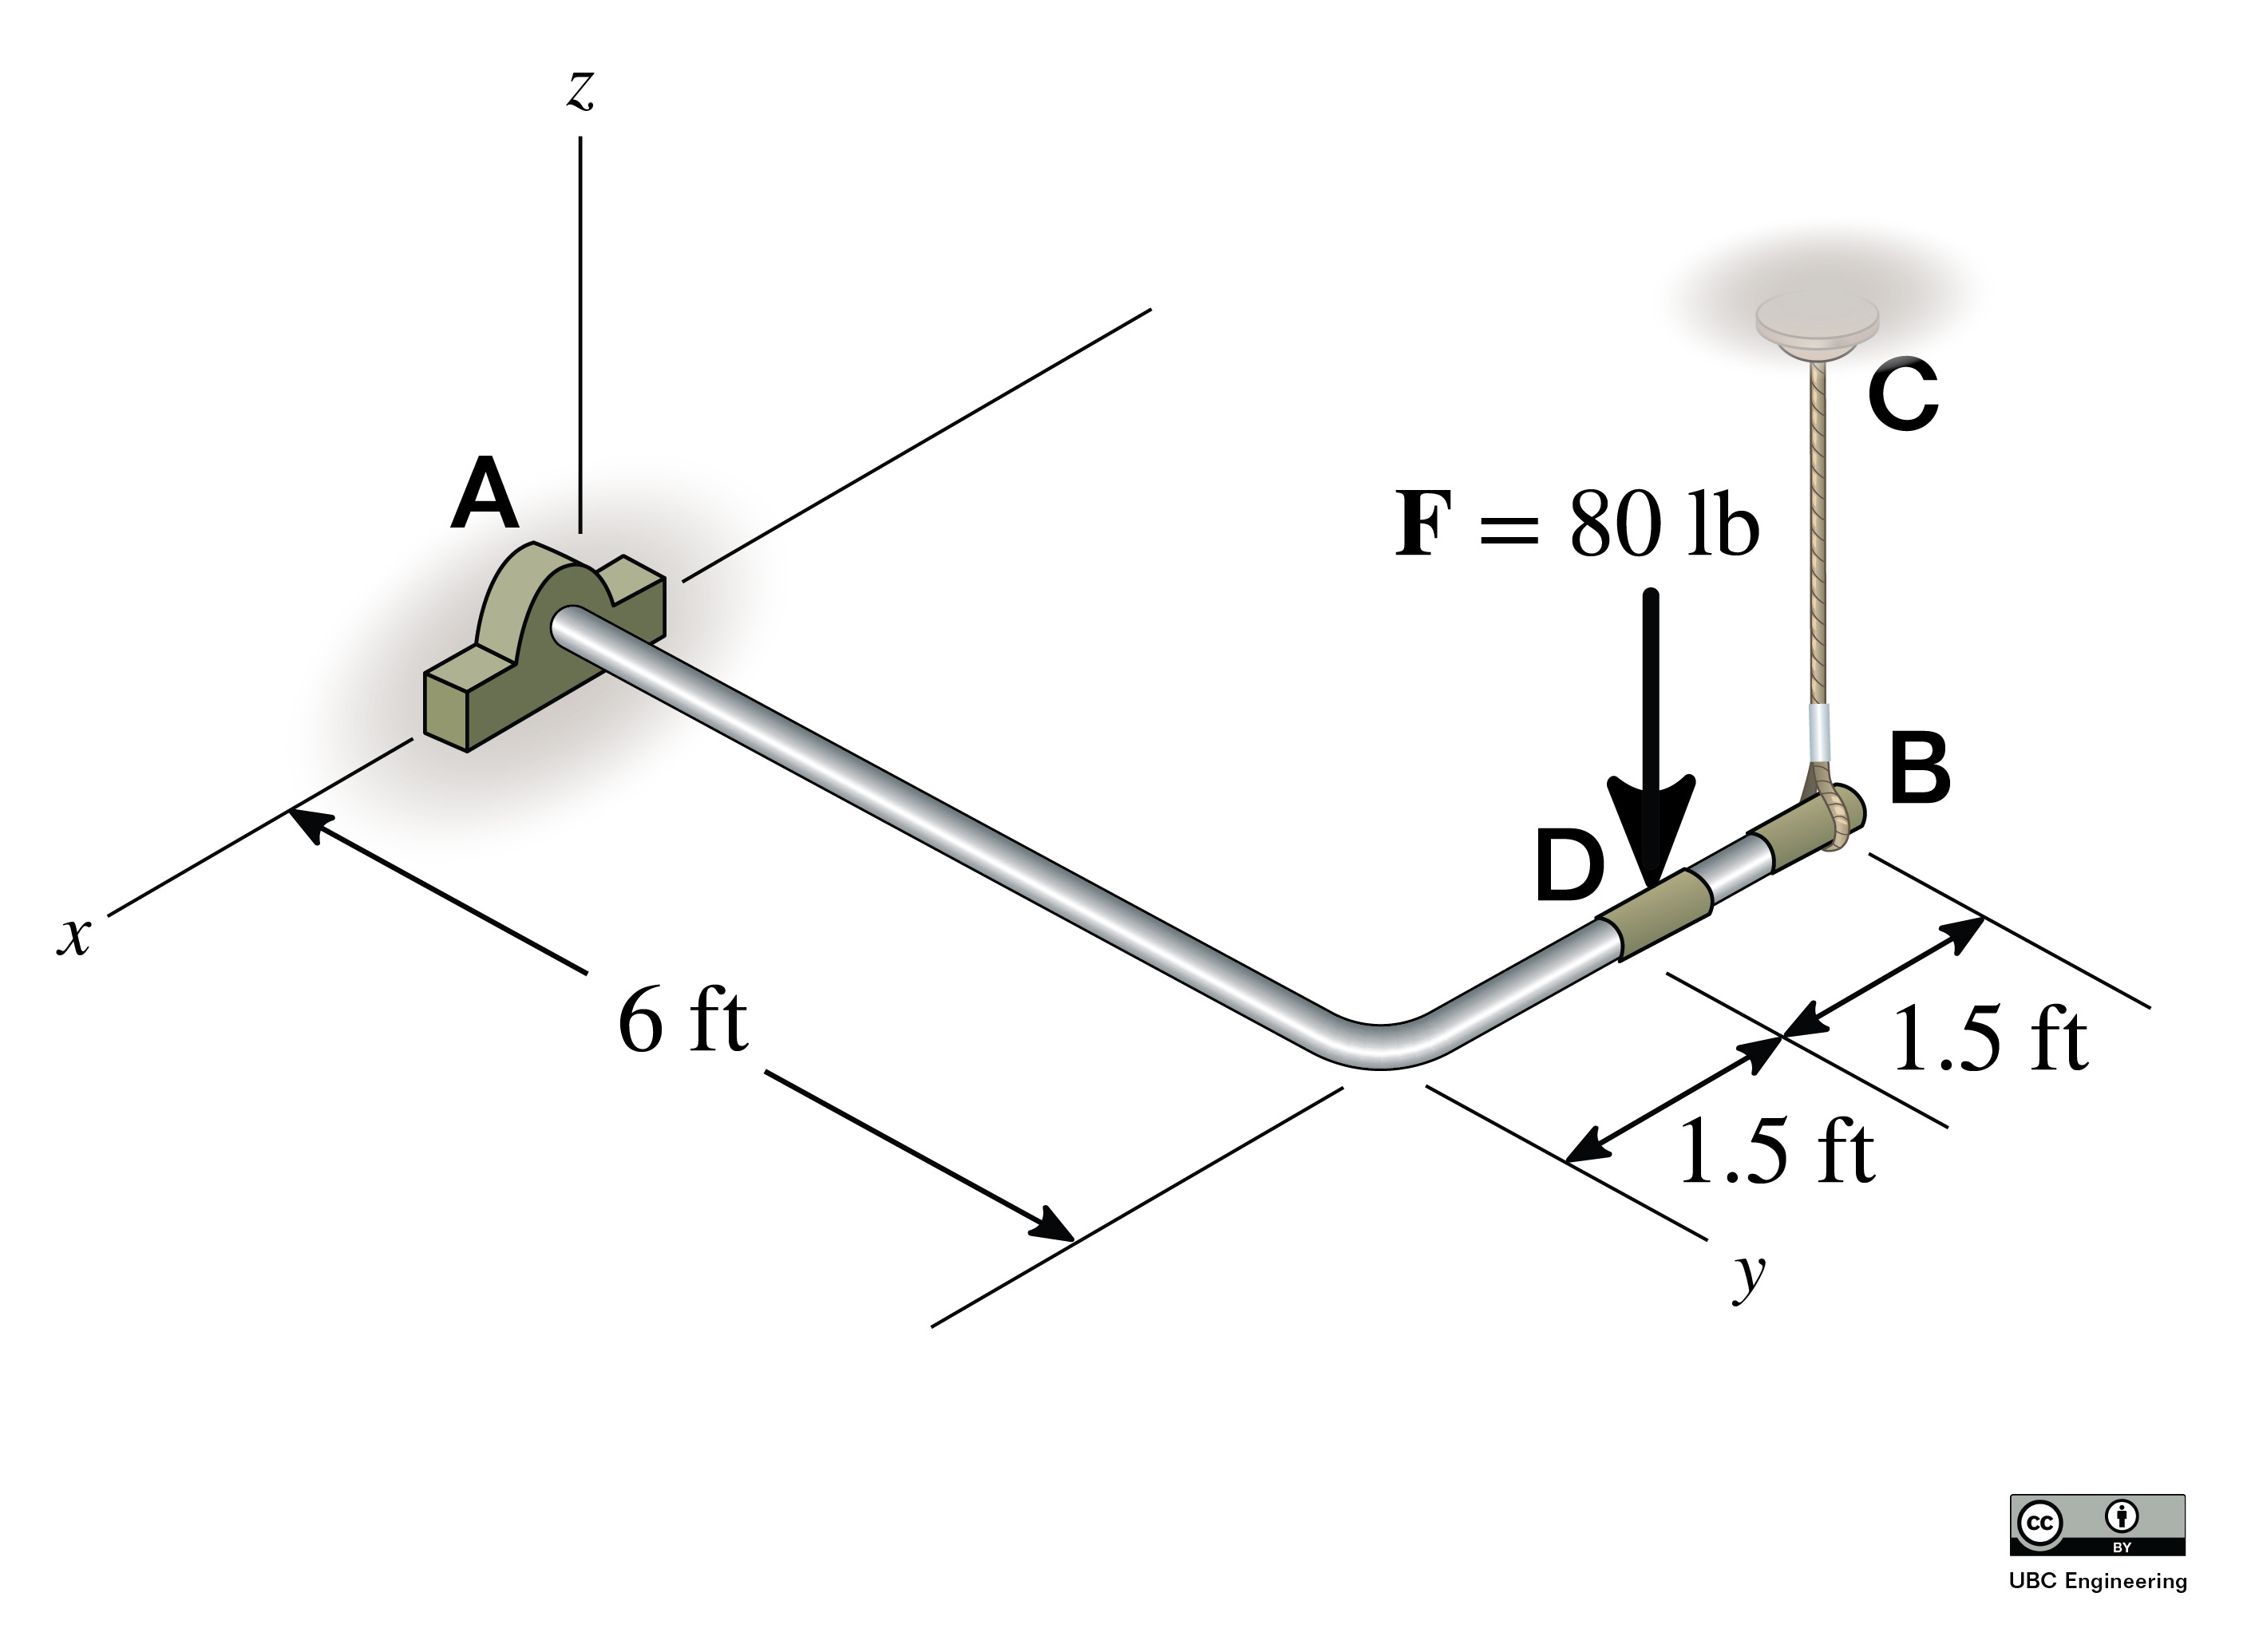 z
A
C
F = 80 lb
B
D
x
6 ft
1.5 ft
1.5 ft
y
cc
BY
UBC Engineering